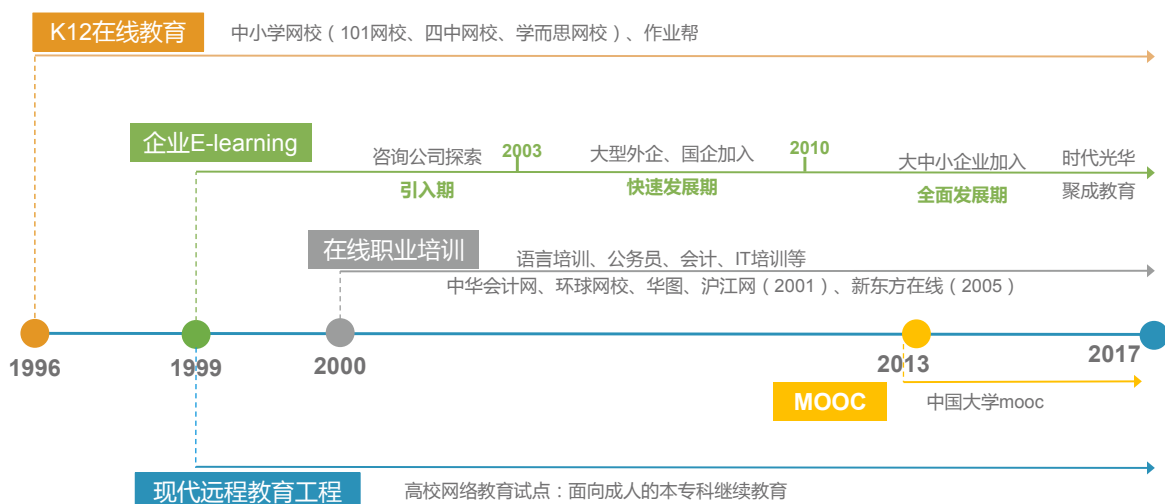 K12在线教育
中小学网校（101网校、四中网校、学而思网校）、作业帮
企业E-learning
咨询公司探索
2003
大型外企、国企加入
2010
大中小企业加入
时代光华
引入期
快速发展期
全面发展期
聚成教育
在线职业培训
语言培训、公务员、会计、IT培训等
中华会计网、环球网校、华图、沪江网（2001）、新东方在线（2005）
1996
1999
2000
2013
2017
MOOC
中国大学mooc
现代远程教育工程
高校网络教育试点：面向成人的本专科继续教育